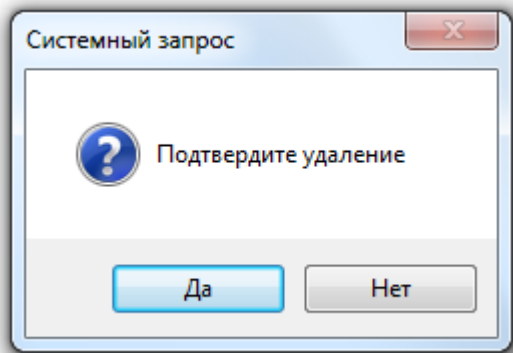 Системный запрос
Подтвердите удаление
Да
Нет